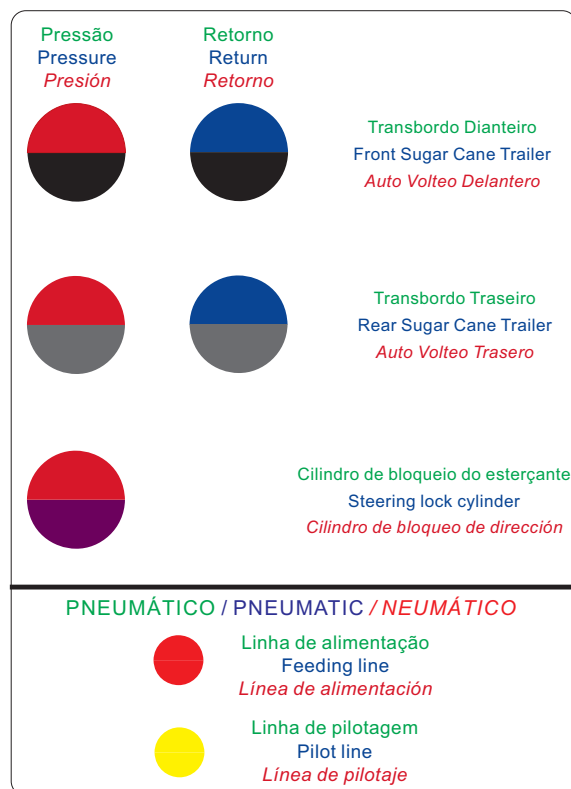 Pressão
Pressure
Presión
Retorno
Return
Retorno
Transbordo Dianteiro
Front Sugar Cane Trailer
Auto Volteo Delantero
Transbordo Traseiro
Rear Sugar Cane Trailer
Auto Volteo Trasero
Cilindro de bloqueio do esterçante
Steering lock cylinder
Cilindro de bloqueo de dirección
PNEUMÁTICO / PNEUMATIC / NEUMÁTICO
Linha de alimentação
Feeding line
Línea de alimentación
Linha de pilotagem
Pilot line
Línea de pilotaje